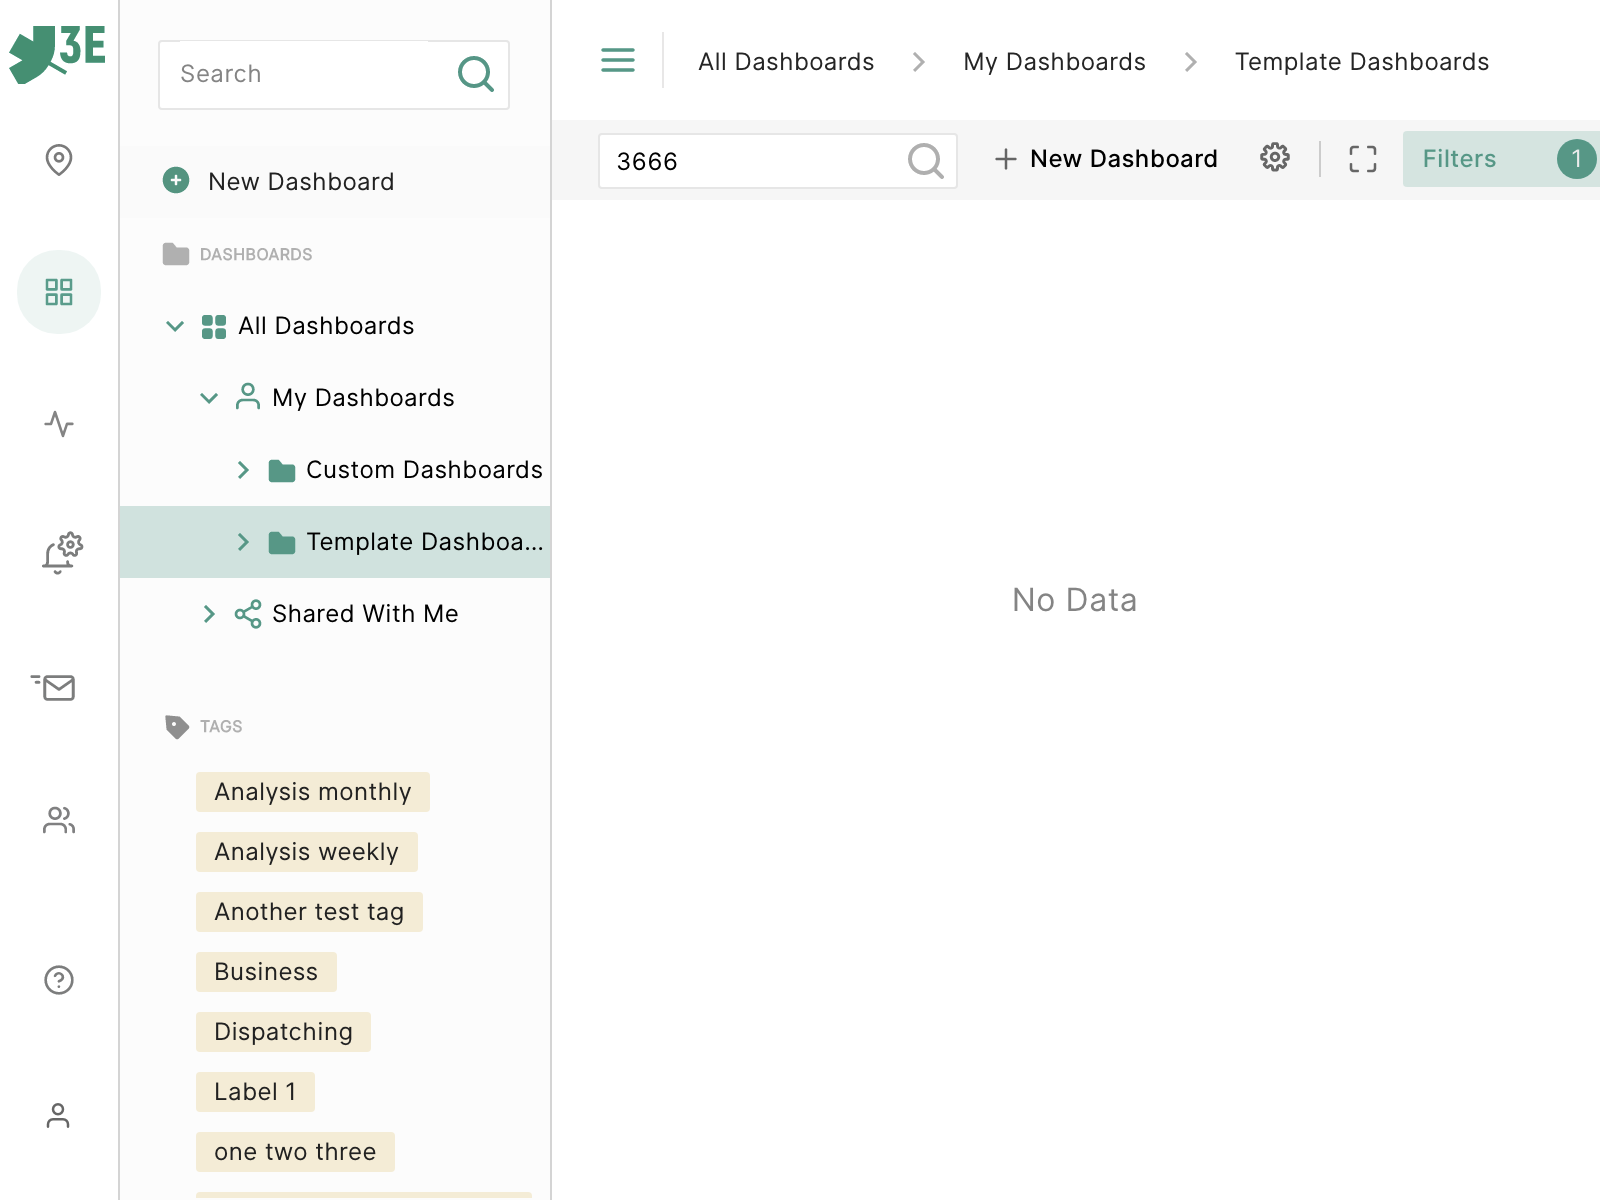 3E
Search
New Dashboard
DASHBOARDS
All Dashboards
My Dashboards
Custom Dashboards
Template Dashboa...
Shared With Me
TAGS
Analysis monthly
Analysis weekly
Another test tag
Business
Dispatching
Label 1
one two three
All Dashboards > My Dashboards > Template Dashboards
3666
New Dashboard
Filters 1
No Data